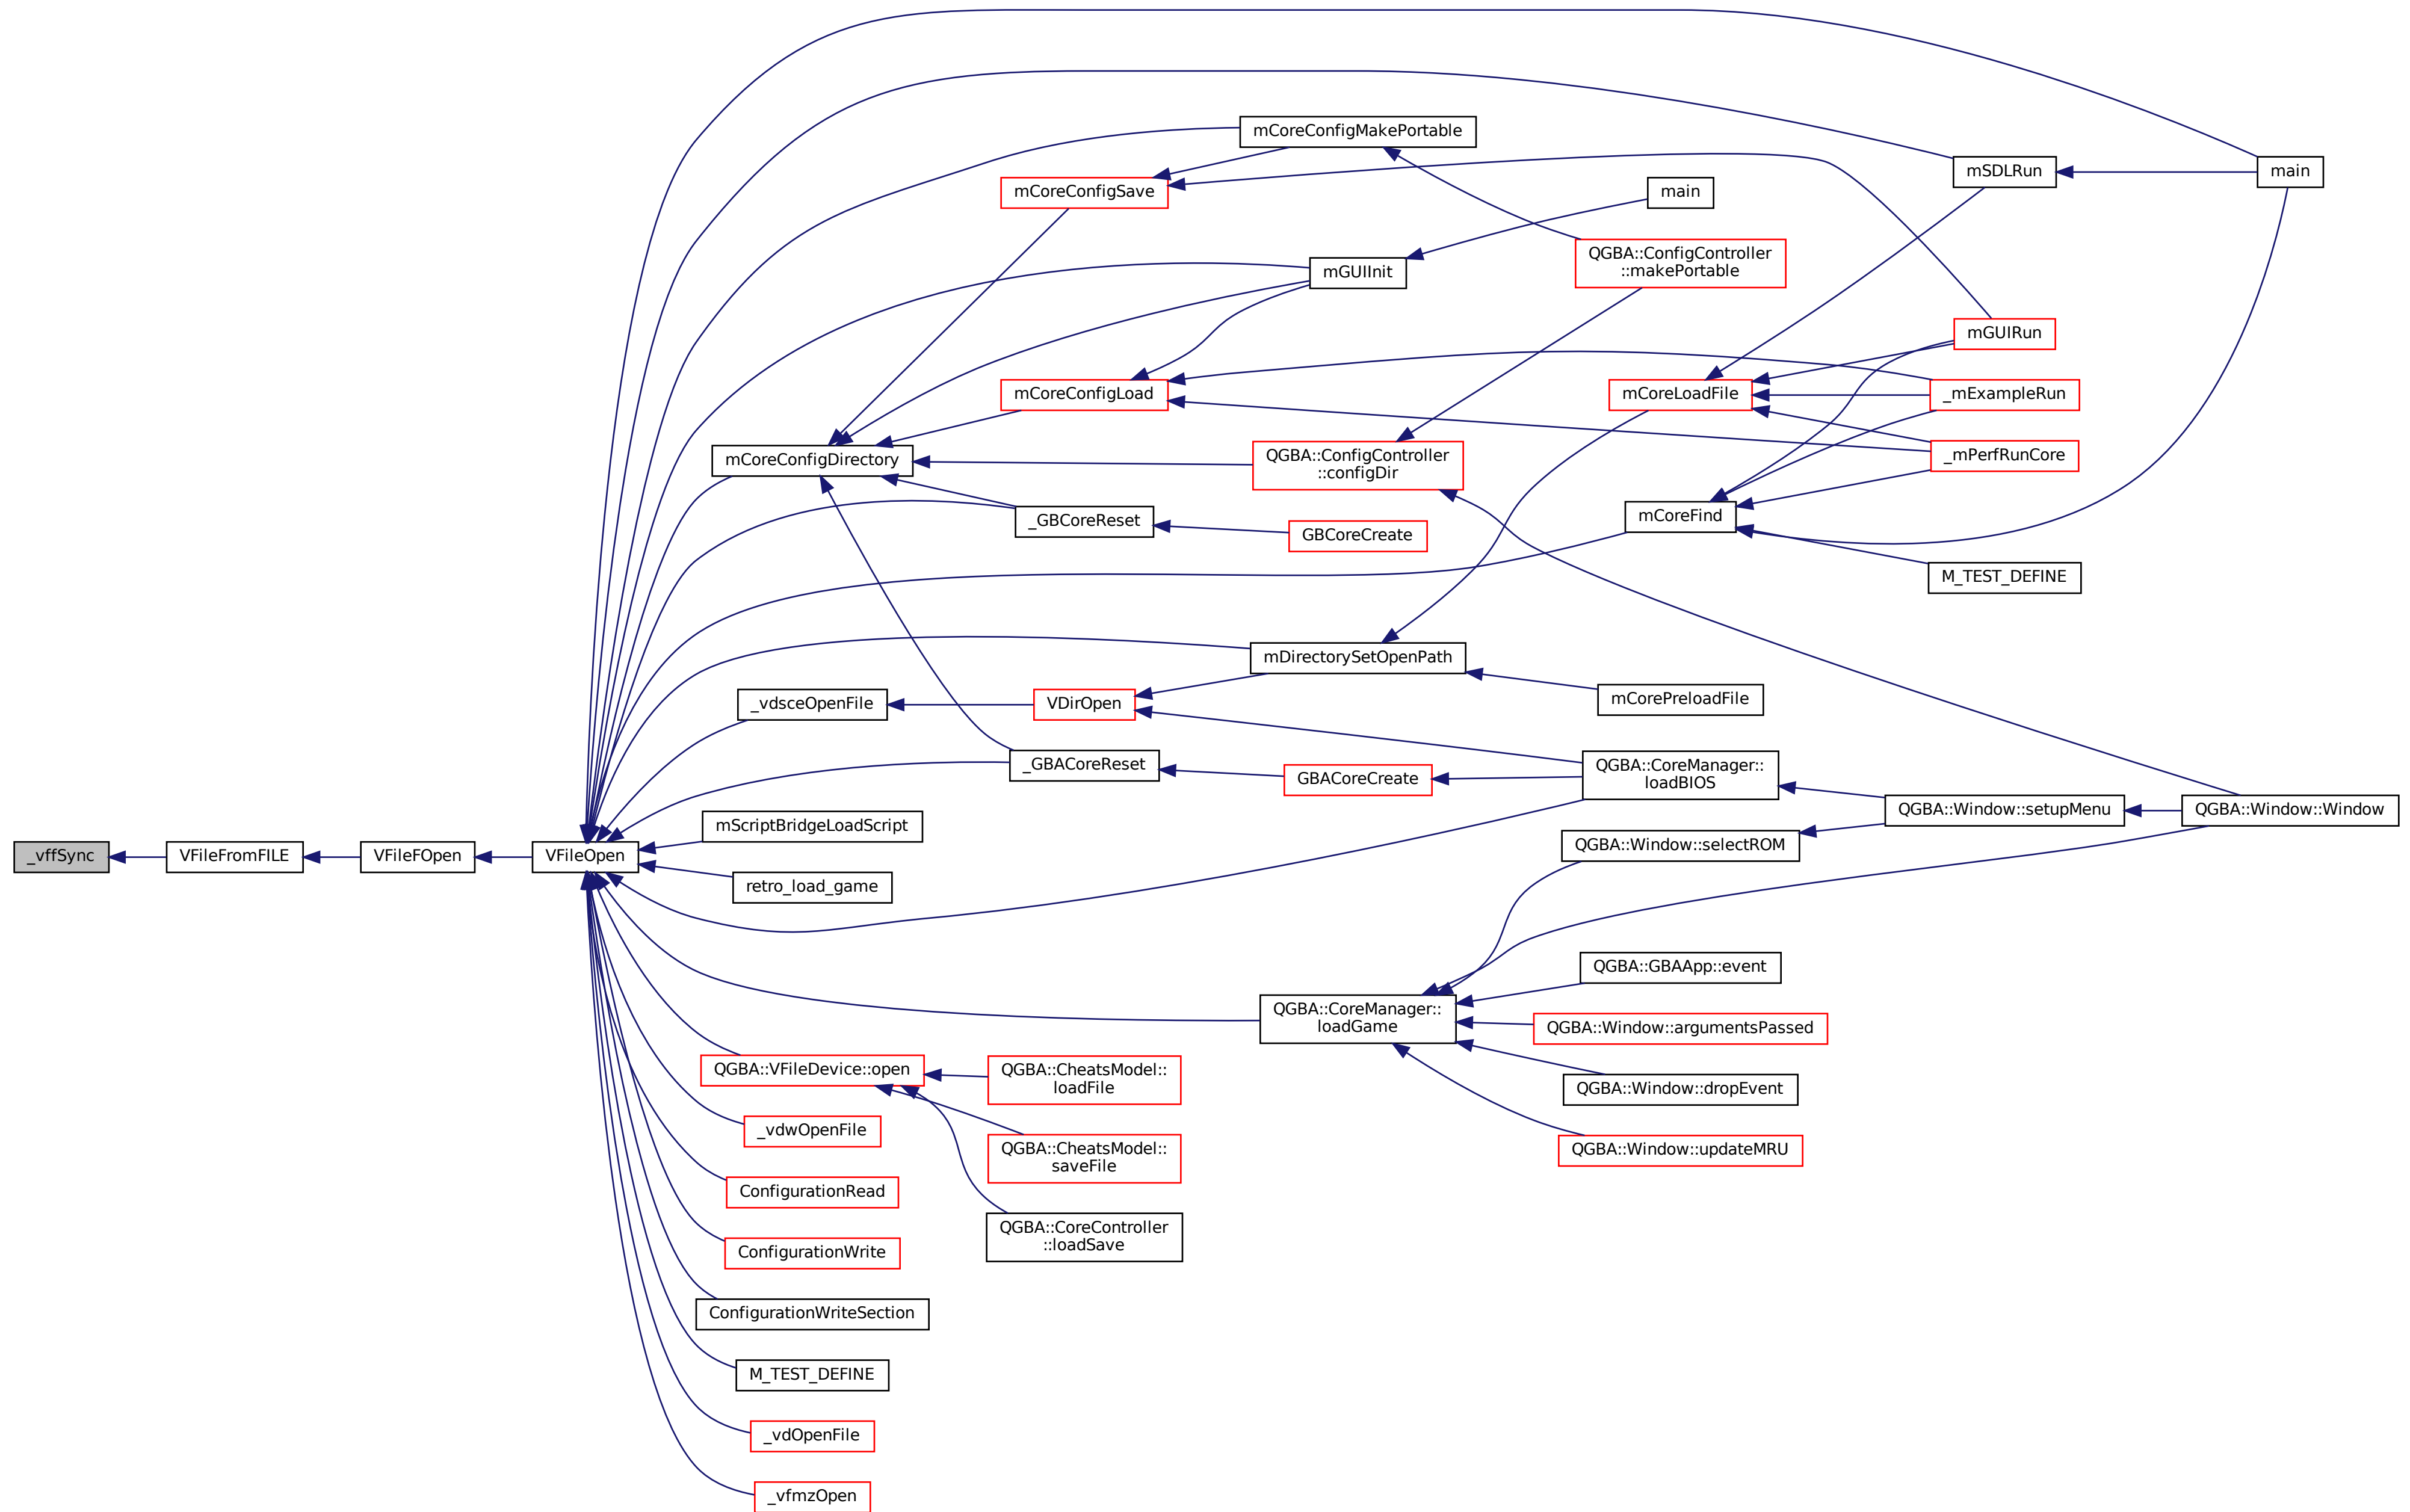 mCoreConfigMakePortable
mSDLRun
main
mCoreConfigSave
main
QGBA::ConfigController
::makePortable
mGUIInit
mGUIRun
mCoreConfigLoad
mCoreLoadFile
_mExampleRun
mCoreConfigDirectory
QGBA::ConfigController
::configDir
_mPerfRunCore
_GBCoreReset
GBCoreCreate
mCoreFind
M_TEST_DEFINE
mDirectorySetOpenPath
_vdsceOpenFile
VDirOpen
mCorePreloadFile
_GBACoreReset
GBACoreCreate
QGBA::CoreManager::
loadBIOS
QGBA::Window::setupMenu
QGBA::Window::Window
mScriptBridgeLoadScript
QGBA::Window::selectROM
_vffSync
VFileFromFILE
VFileFOpen
VFileOpen
retro_load_game
QGBA::GBAApp::event
QGBA::CoreManager::
loadGame
QGBA::Window::argumentsPassed
QGBA::VFileDevice::open
QGBA::CheatsModel::
loadFile
QGBA::Window::dropEvent
_vdwOpenFile
QGBA::CheatsModel::
saveFile
QGBA::Window::updateMRU
ConfigurationRead
QGBA::CoreController
::loadSave
ConfigurationWrite
ConfigurationWriteSection
M_TEST_DEFINE
_vdOpenFile
_vfmzOpen